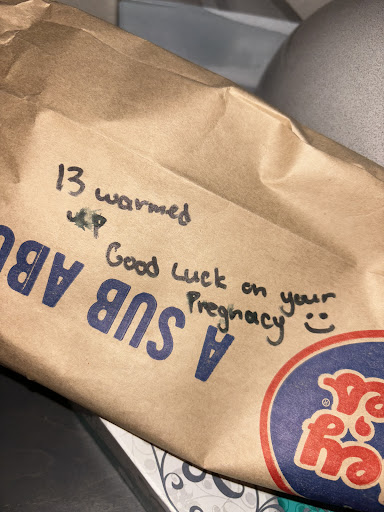 13 warmed
up
Good Luck on your
Pregnacy :)
A SUB ABO